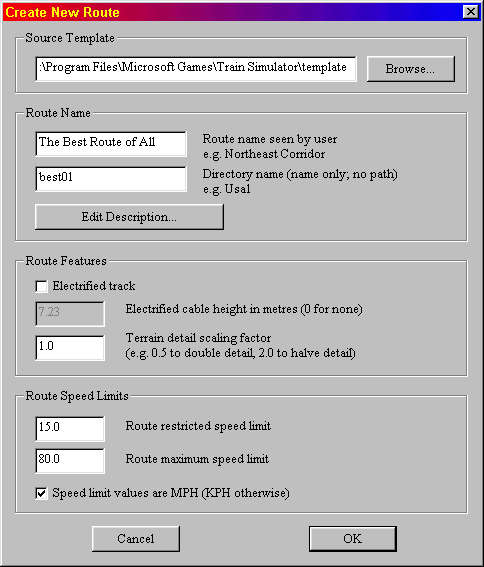 Create New Route
Source Template
:\Program Files\Microsoft Games\Train Simulator\template
Browse...
Route Name
The Best Route of All
Route name seen by user
e.g. Northeast Corridor
best01
Directory name (name only; no path)
e.g. Usa1
Edit Description...
Route Features
Electrified track
7.23
Electrified cable height in metres (0 for none)
1.0
Terrain detail scaling factor
(e.g. 0.5 to double detail, 2.0 to halve detail)
Route Speed Limits
15.0
Route restricted speed limit
80.0
Route maximum speed limit
Speed limit values are MPH (KPH otherwise)
Cancel
OK